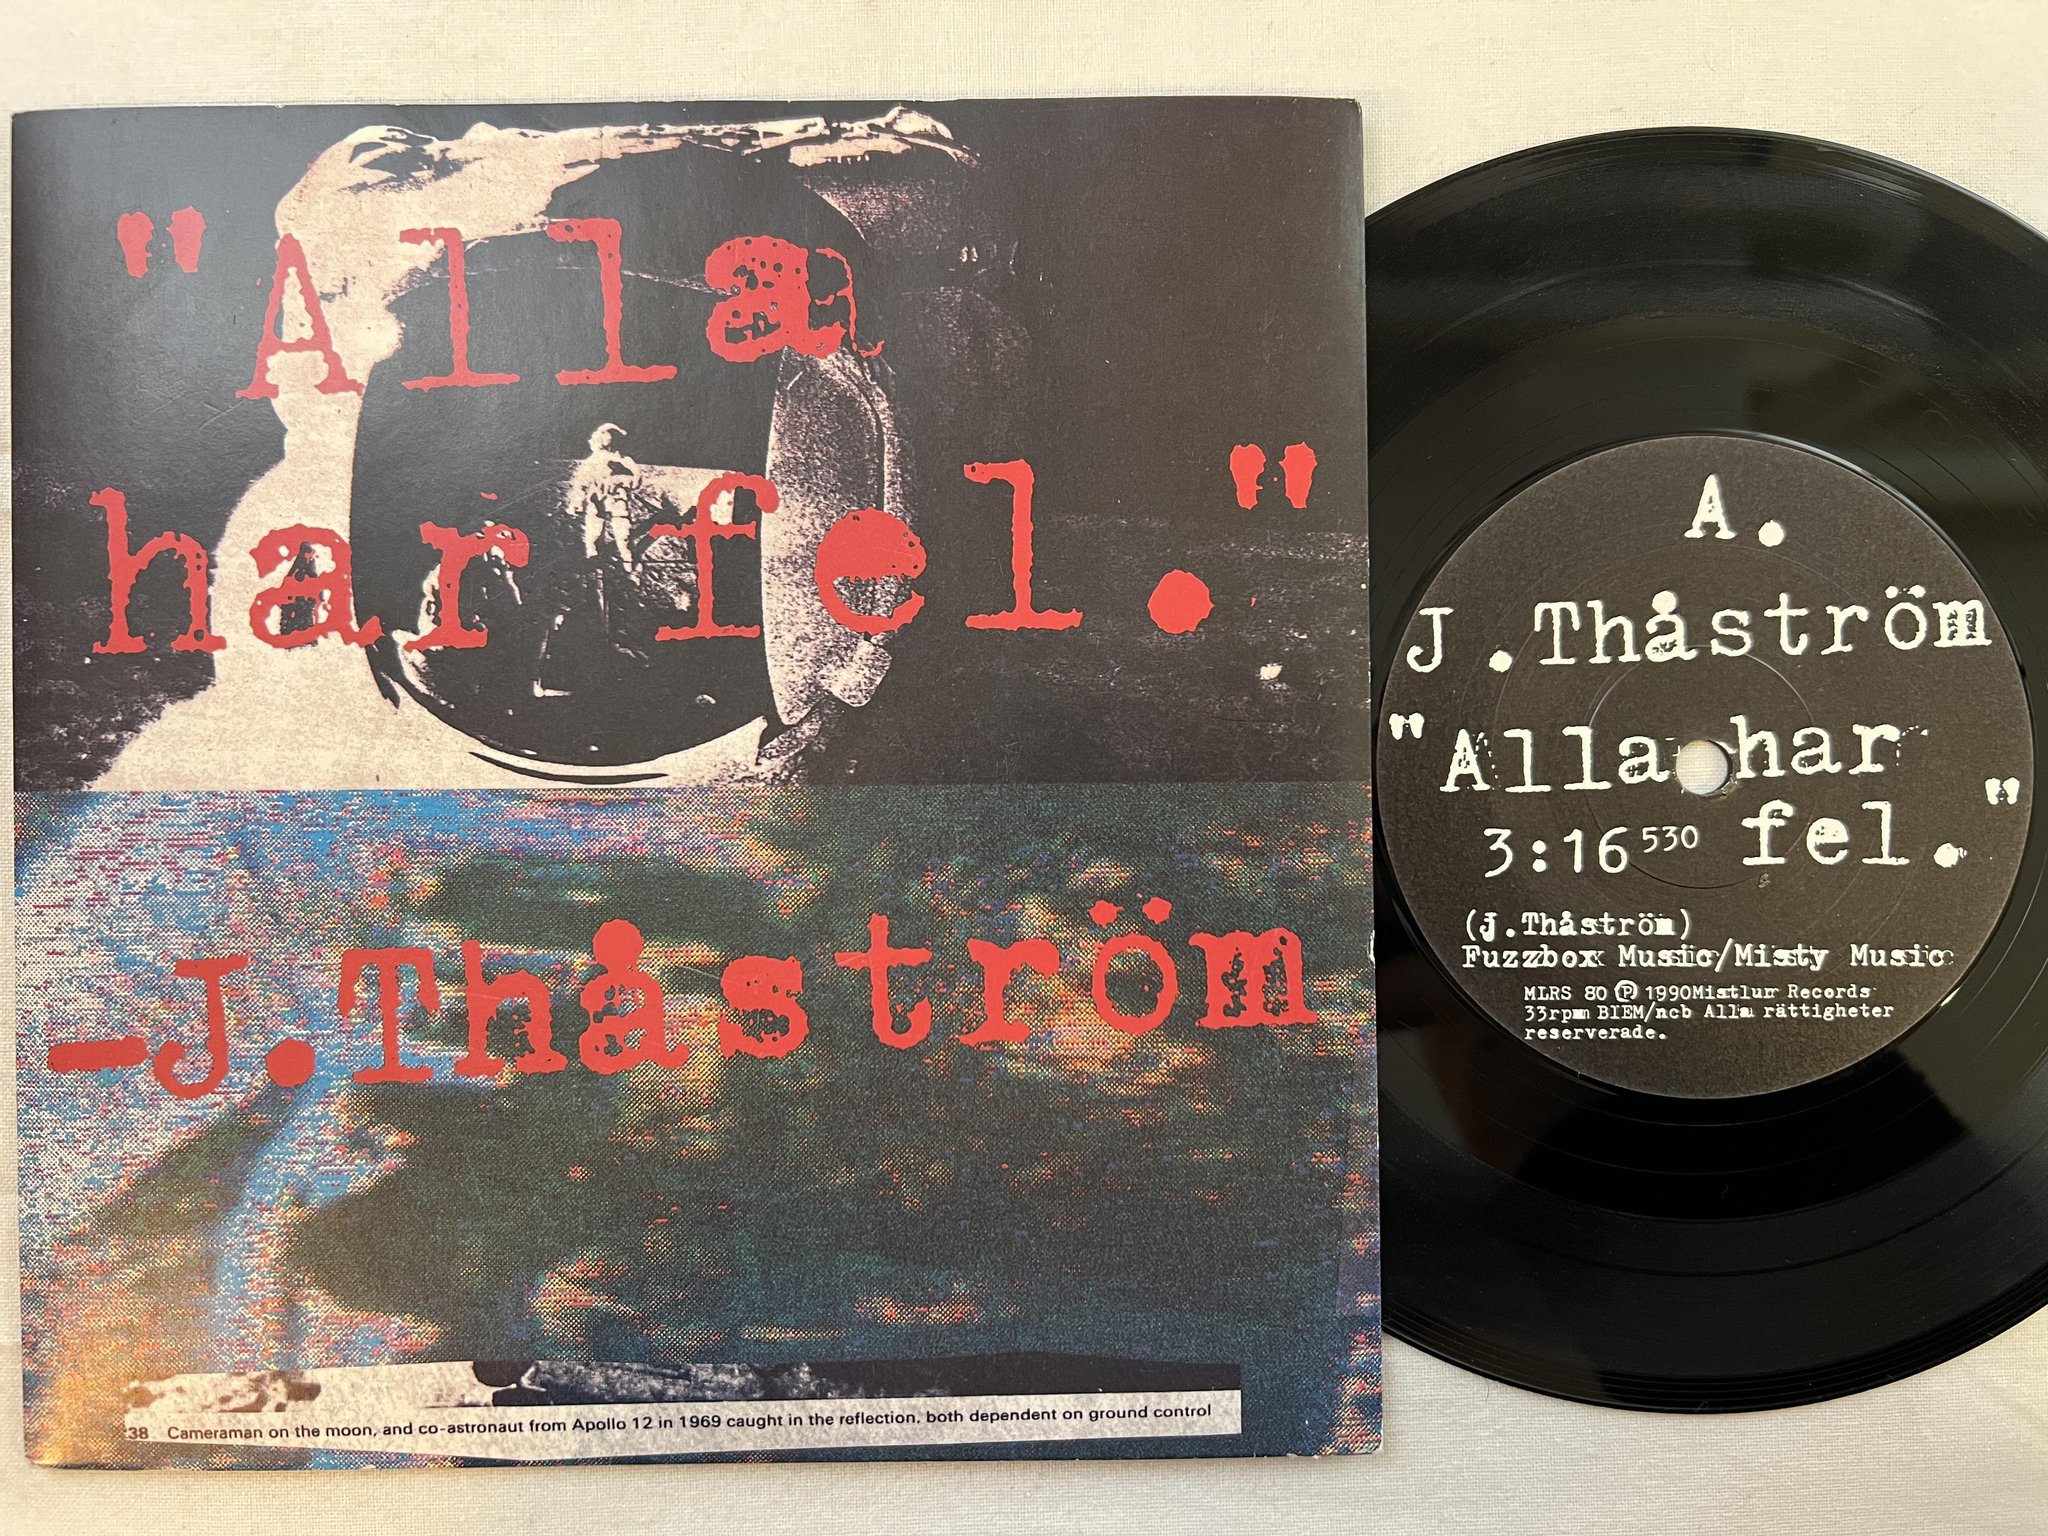 "Alla
har fel."
-J.Thåström
38 Cameraman on the moon, and co-astronaut from Apollo 12 in 1969 caught in the reflection, both dependent on ground control
A.
J.Thåström
"Alla har
3:16 530 fel."
(J.Thåström)
Fuzzbox Music/Misty Music
MLRS 80 Ⓟ 1990Mistlur Records
33rpm BIEM/ncb Alla rättigheter
reserverade.